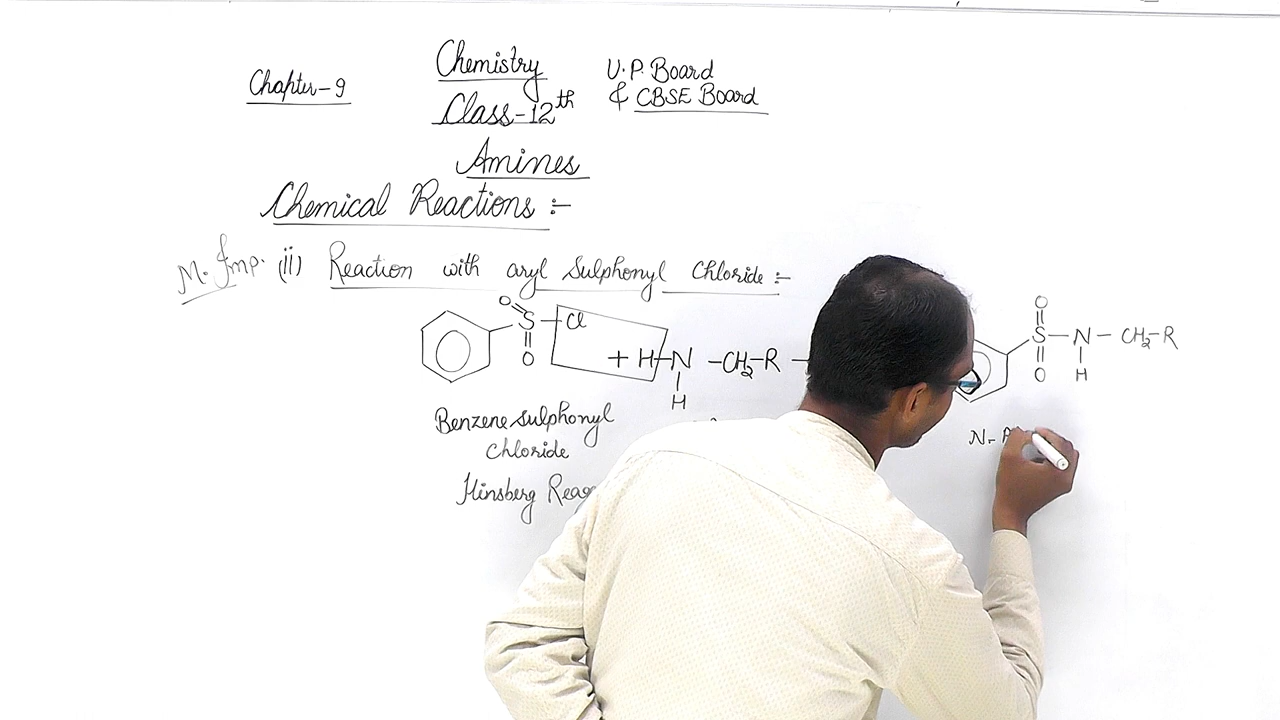 Chapter-9
Chemistry
Class-12th
U.P. Board
& CBSE Board
Amines
Chemical Reactions :-
M. Imp. (ii) Reaction with aryl Sulphonyl Chloride :-
O
S
Cl
O
+ H-N-CH2-R
H
Benzene sulphonyl
Chloride
Hinsberg
O
S-N-CH2-R
O H
N-